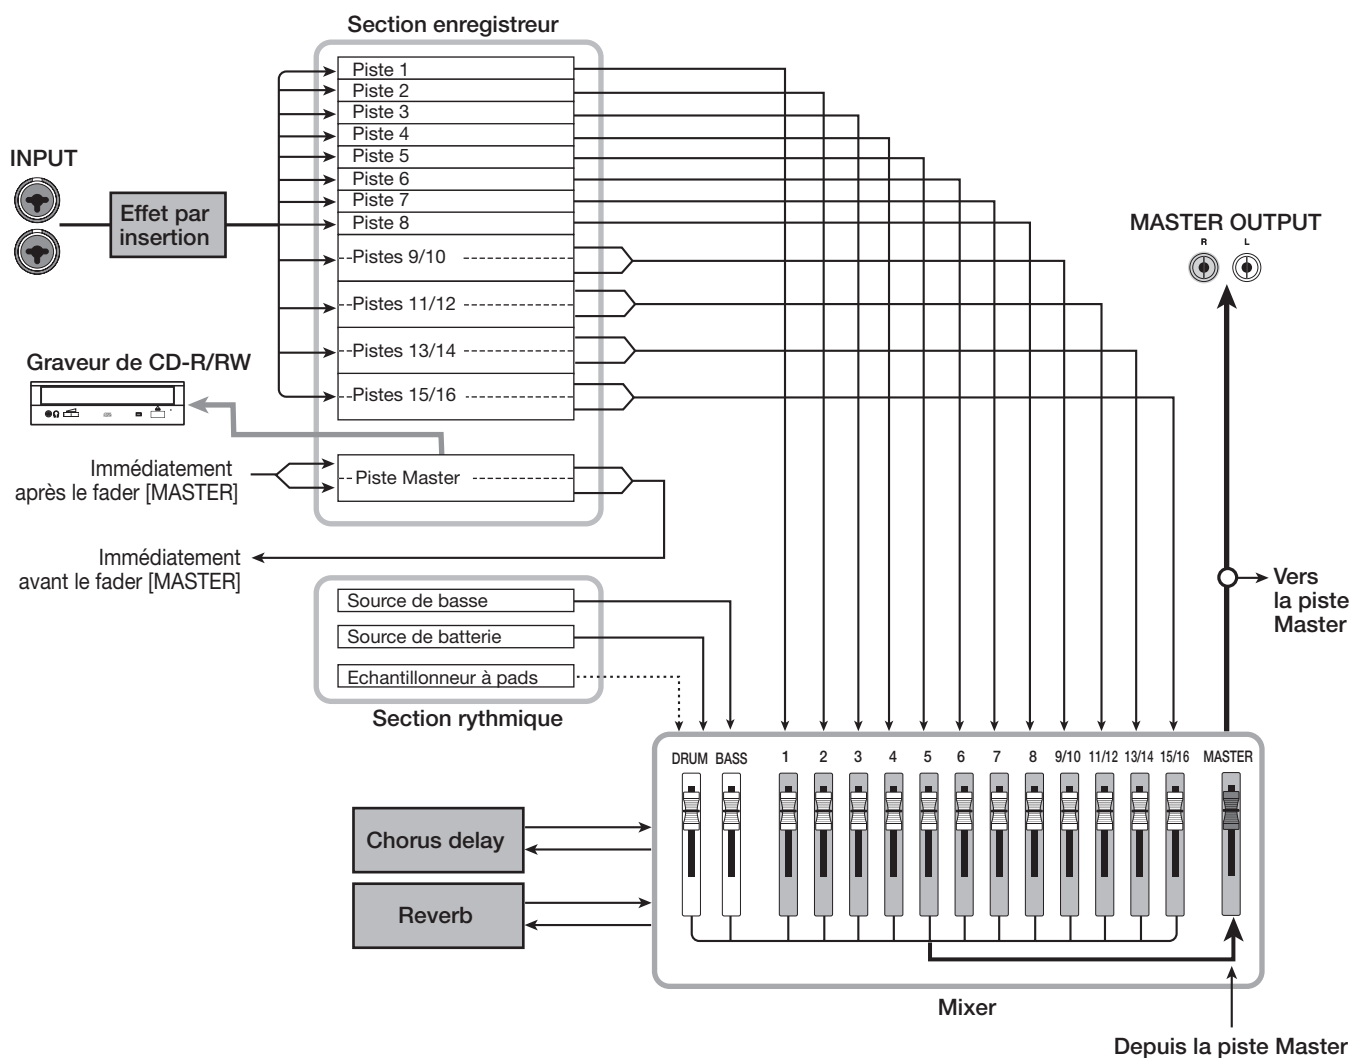 Section enregistreur
Piste 1
Piste 2
Piste 3
Piste 4
Piste 5
Piste 6
Piste 7
Piste 8
Pistes 9/10
Pistes 11/12
Pistes 13/14
Pistes 15/16
Piste Master
INPUT
Effet par
insertion
Graveur de CD-R/RW
Immédiatement
après le fader [MASTER]
Immédiatement
avant le fader [MASTER]
MASTER OUTPUT
R L
Vers
la piste
Master
Source de basse
Source de batterie
Echantillonneur à pads
Section rythmique
DRUM BASS 1 2 3 4 5 6 7 8 9/10 11/12 13/14 15/16 MASTER
Chorus delay
Reverb
Mixer
Depuis la piste Master